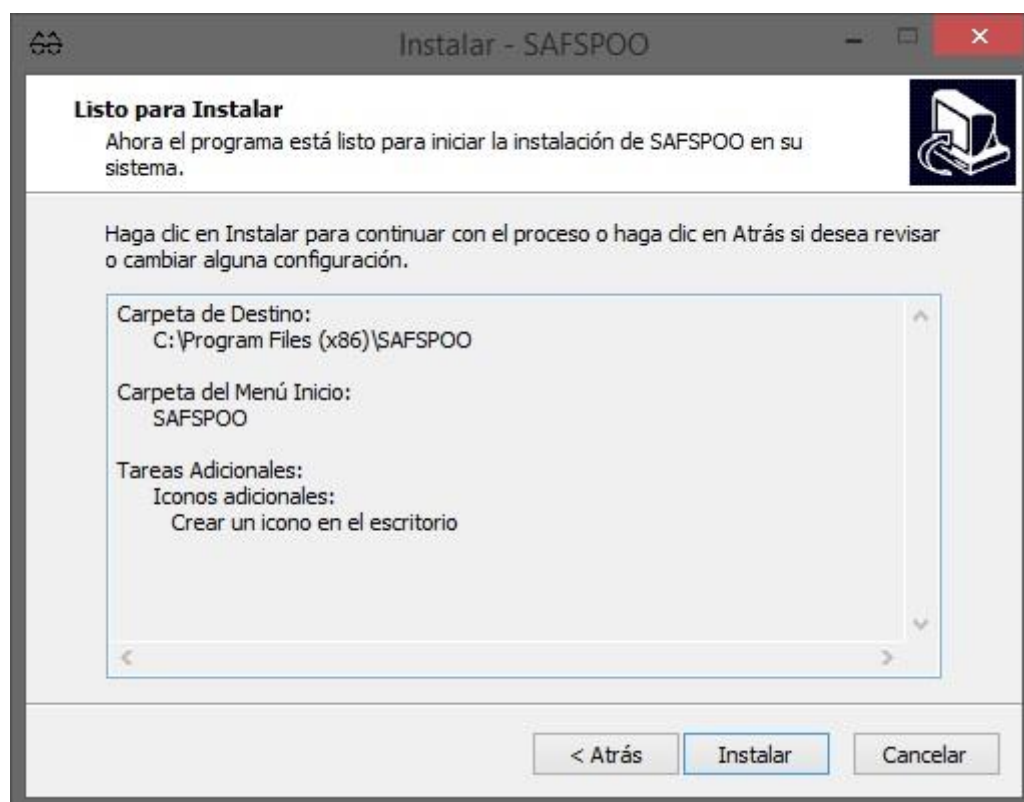 Instalar - SAFSPOO
Listo para Instalar
Ahora el programa está listo para iniciar la instalación de SAFSPOO en su
sistema.
Haga clic en Instalar para continuar con el proceso o haga clic en Atrás si desea revisar
o cambiar alguna configuración.
Carpeta de Destino:
C:\Program Files (x86)\SAFSPOO
Carpeta del Menú Inicio:
SAFSPOO
Tareas Adicionales:
Iconos adicionales:
Crear un icono en el escritorio
< Atrás
Instalar
Cancelar